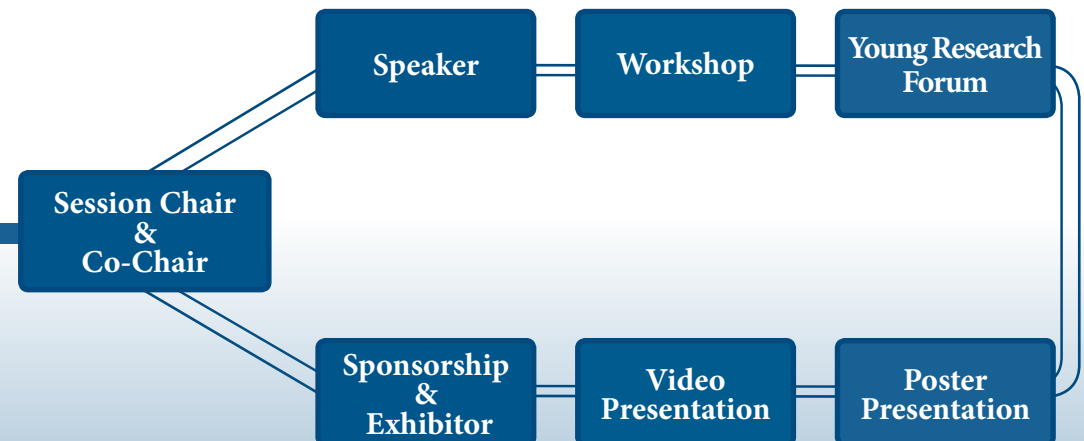 Speaker
Workshop
Young Research
Forum
Session Chair
&
Co-Chair
Sponsorship
&
Exhibitor
Video
Presentation
Poster
Presentation